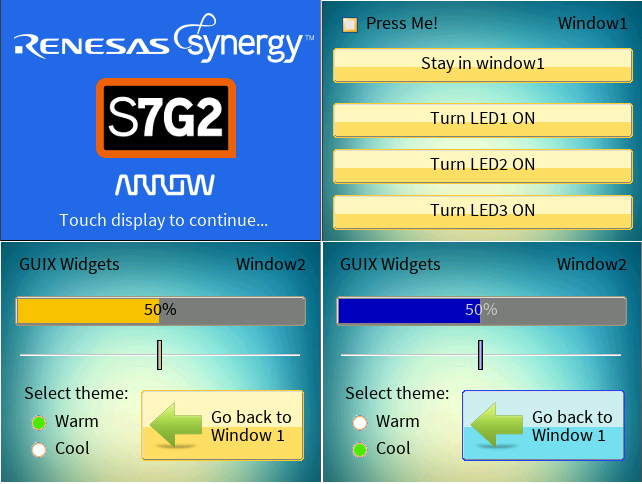 RENESAS Synergy™
S7G2
ARROW
Touch display to continue...
Press Me!
Window1
Stay in window1
Turn LED1 ON
Turn LED2 ON
Turn LED3 ON
GUIX Widgets
Window2
50%
Select theme:
Warm
Cool
Go back to
Window 1
GUIX Widgets
Window2
50%
Select theme:
Warm
Cool
Go back to
Window 1